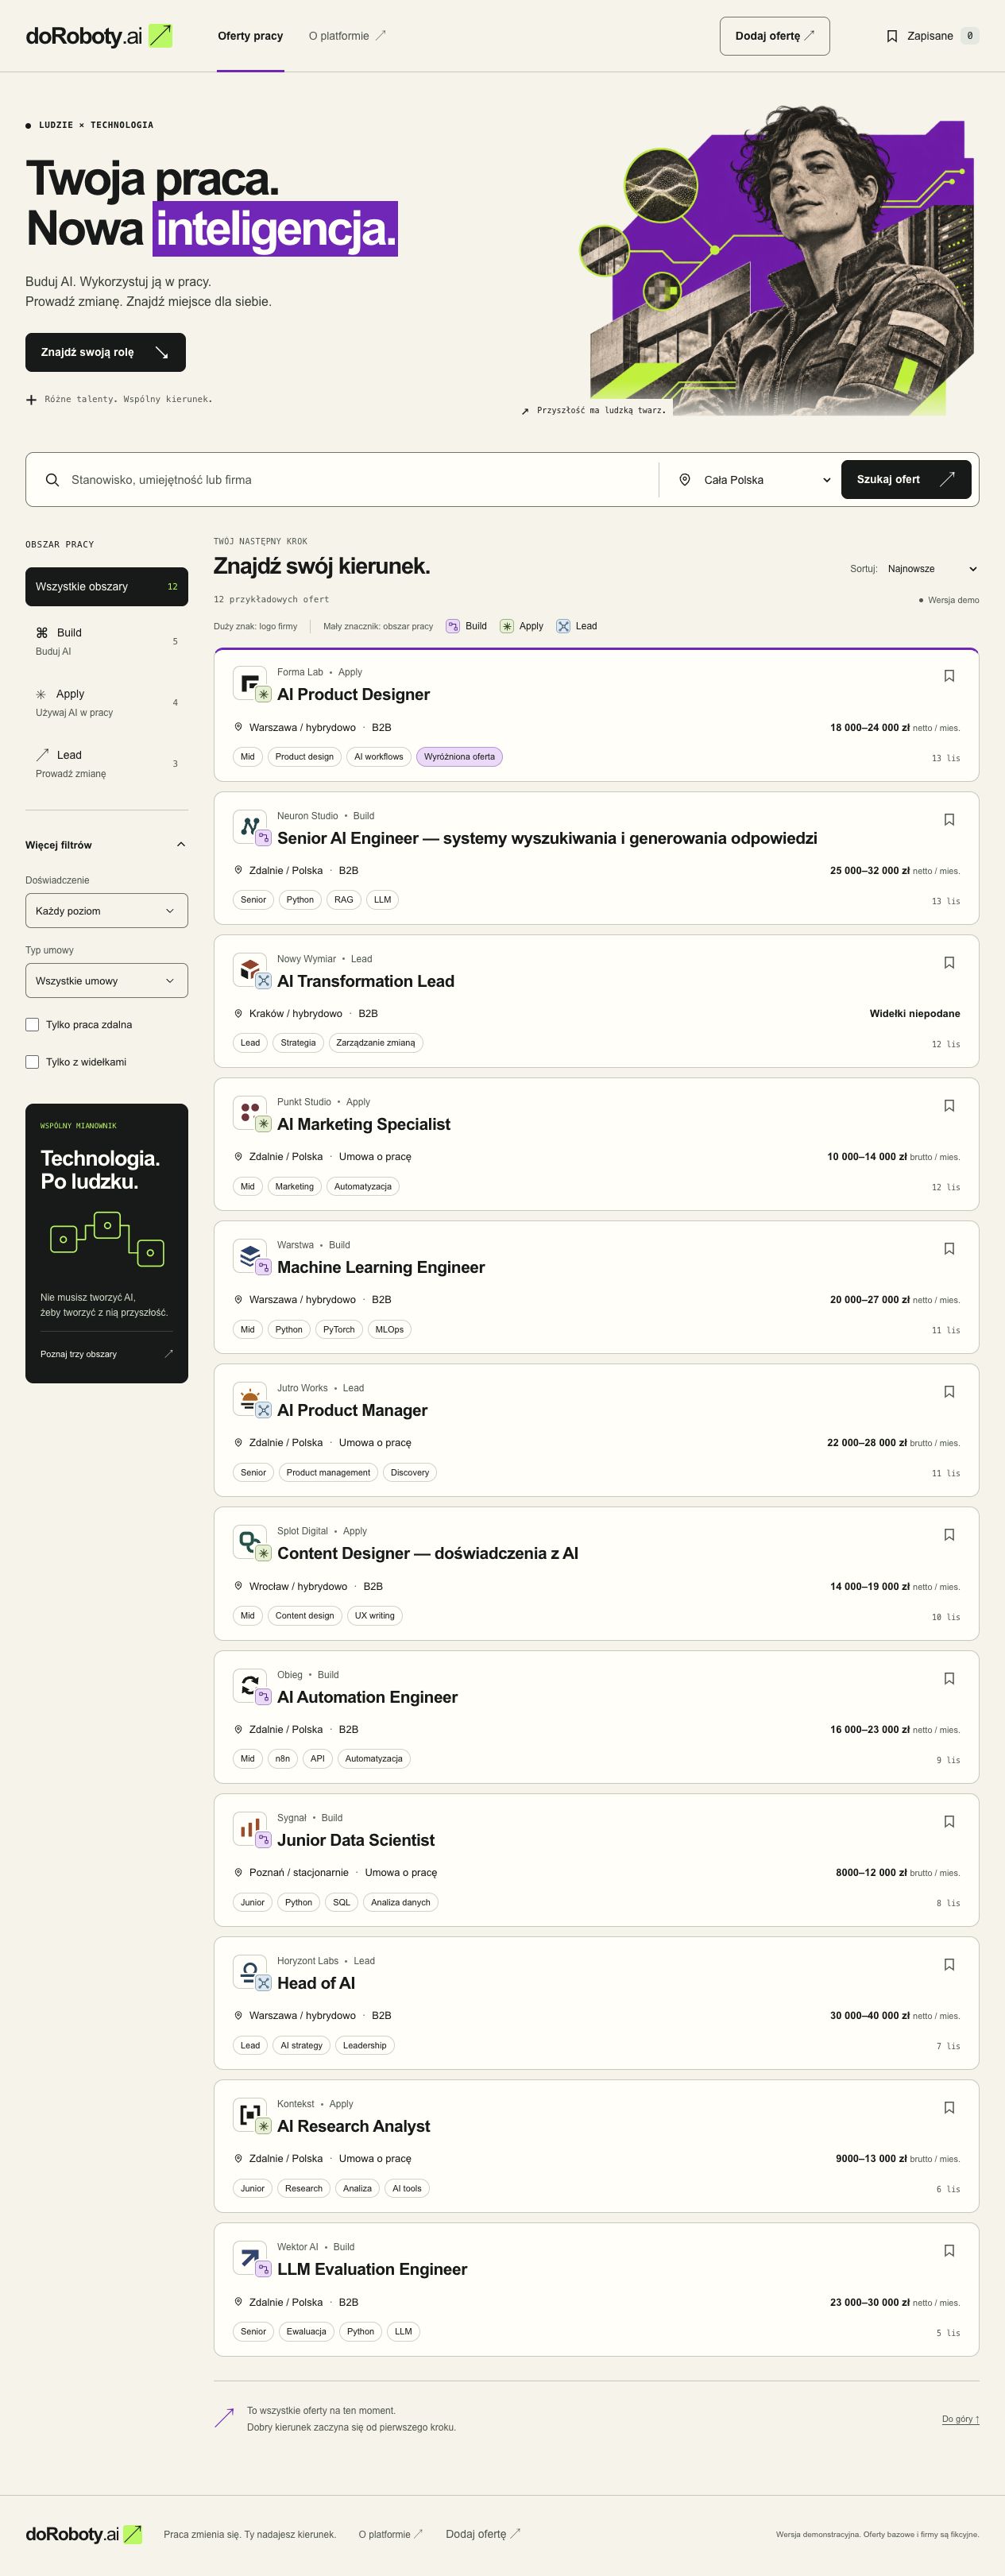 doRoboty.ai
Oferty pracy
O platformie ↗
Dodaj ofertę ↗
Zapisane 0
LUDZIE × TECHNOLOGIA
Twoja praca.
Nowa inteligencja.
Buduj AI. Wykorzystuj ją w pracy.
Prowadź zmianę. Znajdź miejsce dla siebie.
Znajdź swoją rolę ↘
+ Różne talenty. Wspólny kierunek.
↗ Przyszłość ma ludzką twarz.
Stanowisko, umiejętność lub firma
Cała Polska
Szukaj ofert ↗
OBSZAR PRACY
Wszystkie obszary 12
⌘ Build
Buduj AI
5
Apply
Używaj AI w pracy
4
Lead
Prowadź zmianę
3
Więcej filtrów
Doświadczenie
Każdy poziom
Typ umowy
Wszystkie umowy
Tylko praca zdalna
Tylko z widełkami
WSPÓLNY MIANOWNIK
Technologia.
Po ludzku.
Nie musisz tworzyć AI,
żeby tworzyć z nią przyszłość.
Poznaj trzy obszary ↗
TWÓJ NASTĘPNY KROK
Znajdź swój kierunek.
Sortuj: Najnowsze
12 przykładowych ofert
• Wersja demo
Duży znak: logo firmy
Mały znacznik: obszar pracy
Build
Apply
Lead
Forma Lab • Apply
AI Product Designer
Warszawa / hybrydowo · B2B
18 000–24 000 zł netto / mies.
Mid Product design AI workflows Wyróżniona oferta
13 lis
Neuron Studio • Build
Senior AI Engineer — systemy wyszukiwania i generowania odpowiedzi
Zdalnie / Polska · B2B
25 000–32 000 zł netto / mies.
Senior Python RAG LLM
13 lis
Nowy Wymiar • Lead
AI Transformation Lead
Kraków / hybrydowo · B2B
Widełki niepodane
Lead Strategia Zarządzanie zmianą
12 lis
Punkt Studio • Apply
AI Marketing Specialist
Zdalnie / Polska · Umowa o pracę
10 000–14 000 zł brutto / mies.
Mid Marketing Automatyzacja
12 lis
Warstwa • Build
Machine Learning Engineer
Warszawa / hybrydowo · B2B
20 000–27 000 zł netto / mies.
Mid Python PyTorch MLOps
11 lis
Jutro Works • Lead
AI Product Manager
Zdalnie / Polska · Umowa o pracę
22 000–28 000 zł brutto / mies.
Senior Product management Discovery
11 lis
Splot Digital • Apply
Content Designer — doświadczenia z AI
Wrocław / hybrydowo · B2B
14 000–19 000 zł netto / mies.
Mid Content design UX writing
10 lis
Obieg • Build
AI Automation Engineer
Zdalnie / Polska · B2B
16 000–23 000 zł netto / mies.
Mid n8n API Automatyzacja
9 lis
Sygnał • Build
Junior Data Scientist
Poznań / stacjonarnie · Umowa o pracę
8000–12 000 zł brutto / mies.
Junior Python SQL Analiza danych
8 lis
Horyzont Labs • Lead
Head of AI
Warszawa / hybrydowo · B2B
30 000–40 000 zł netto / mies.
Lead AI strategy Leadership
7 lis
Kontekst • Apply
AI Research Analyst
Zdalnie / Polska · Umowa o pracę
9000–13 000 zł brutto / mies.
Junior Research Analiza AI tools
6 lis
Wektor AI • Build
LLM Evaluation Engineer
Zdalnie / Polska · B2B
23 000–30 000 zł netto / mies.
Senior Ewaluacja Python LLM
5 lis
To wszystkie oferty na ten moment.
Dobry kierunek zaczyna się od pierwszego kroku.
Do góry ↑
doRoboty.ai
Praca zmienia się. Ty nadajesz kierunek.
O platformie ↗
Dodaj ofertę ↗
Wersja demonstracyjna. Oferty bazowe i firmy są fikcyjne.